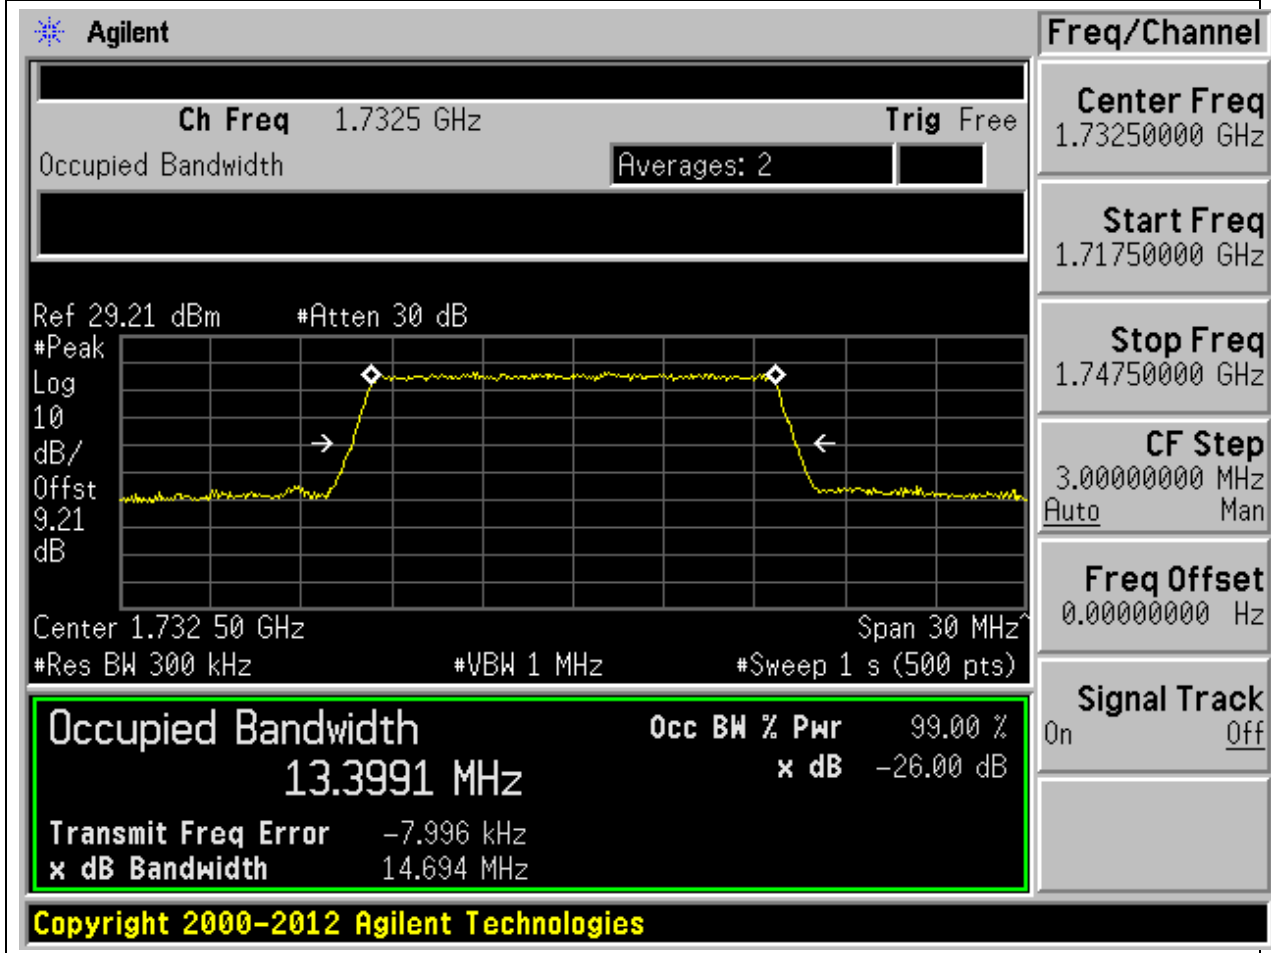 Agilent
Freq/Channel
Ch Freq 1.7325 GHz Trig Free
Occupied Bandwidth Averages: 2
Center Freq
1.73250000 GHz
Start Freq
1.71750000 GHz
Stop Freq
1.74750000 GHz
CF Step
3.00000000 MHz
Auto Man
Freq Offset
0.00000000 Hz
Signal Track
On Off
Ref 29.21 dBm #Atten 30 dB
#Peak
Log
10
dB/
Offst
9.21
dB
Center 1.732 50 GHz Span 30 MHz^
#Res BW 300 kHz #VBW 1 MHz #Sweep 1 s (500 pts)
Occupied Bandwidth
13.3991 MHz
Occ BW % Pwr 99.00 %
x dB -26.00 dB
Transmit Freq Error -7.996 kHz
x dB Bandwidth 14.694 MHz
Copyright 2000-2012 Agilent Technologies